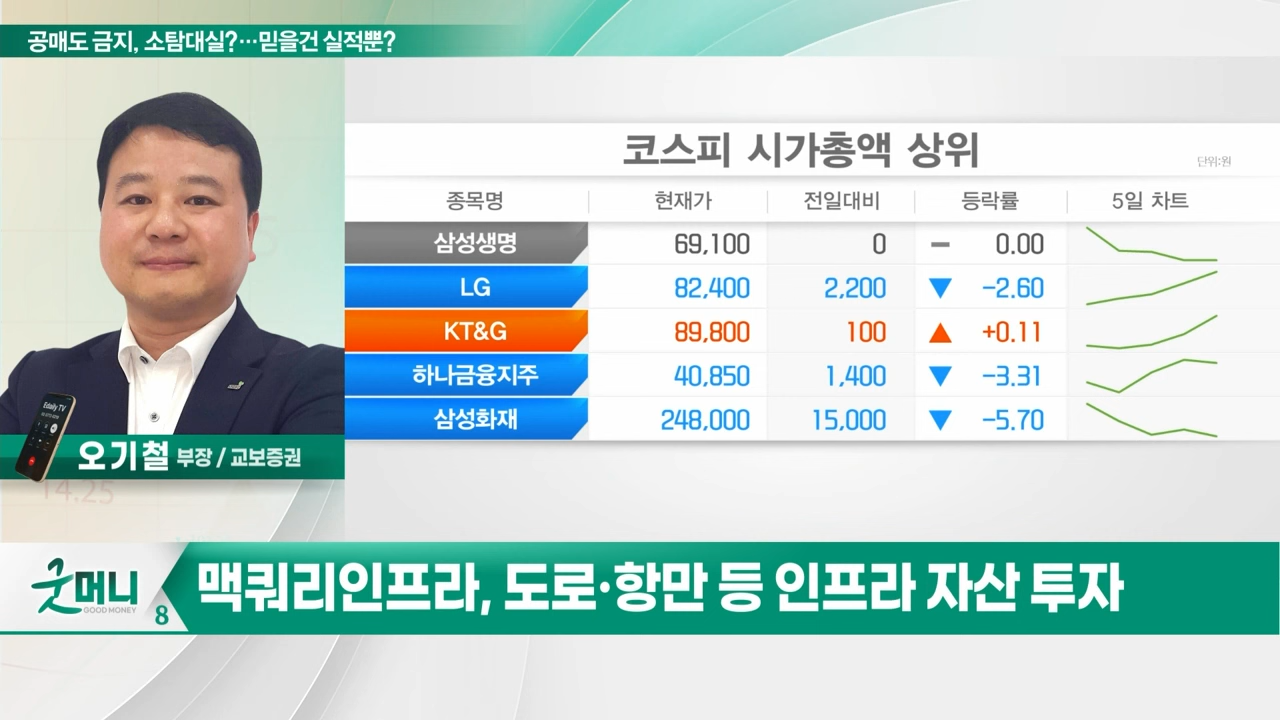 공매도 금지, 소탐대실?…믿을건 실적뿐?
코스피 시가총액 상위
단위:원
종목명 현재가 전일대비 등락률 5일 차트
삼성생명 69,100 0 － 0.00
LG 82,400 2,200 ▼ -2.60
KT&G 89,800 100 ▲ +0.11
하나금융지주 40,850 1,400 ▼ -3.31
삼성화재 248,000 15,000 ▼ -5.70
Edaily TV
오기철 부장 / 교보증권
14.25
굿머니
GOOD MONEY
8
맥쿼리인프라, 도로·항만 등 인프라 자산 투자